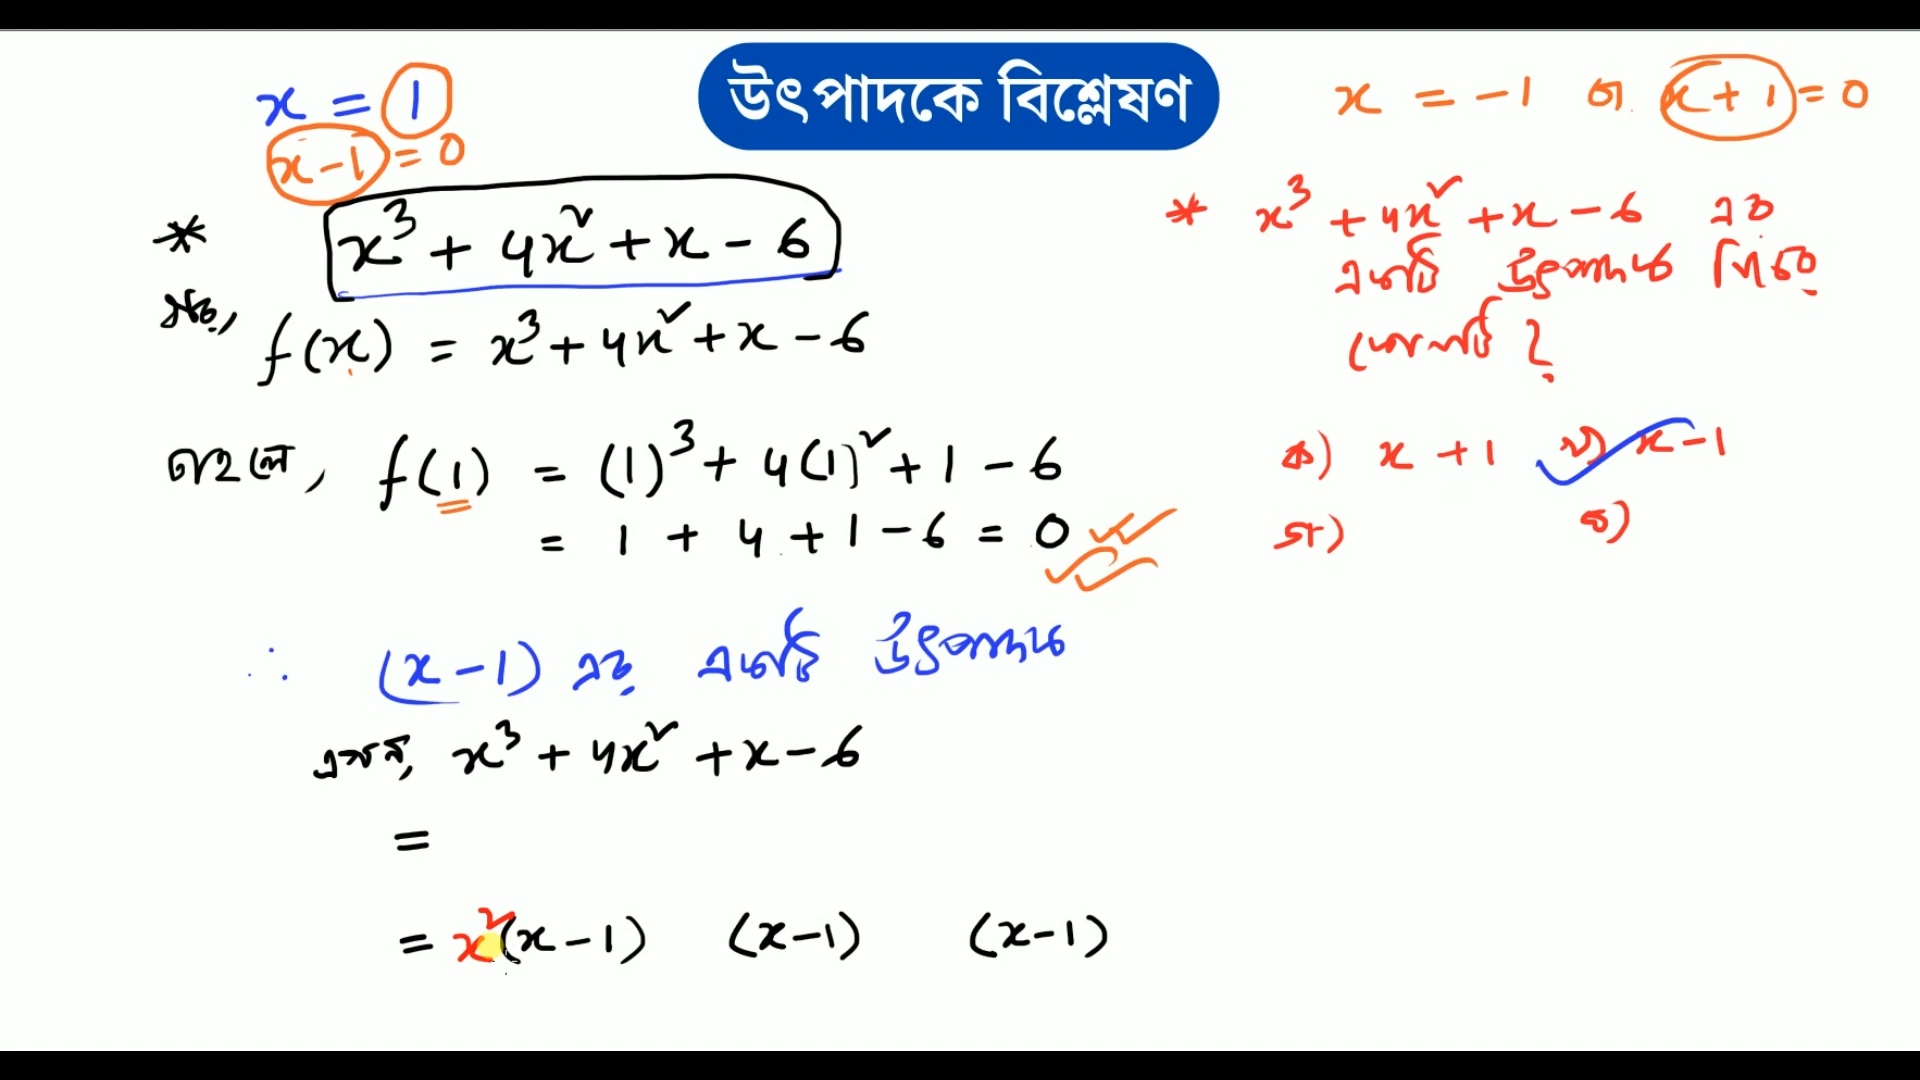 উৎপাদকে বিশ্লেষণ
x = 1
x-1 = 0
x = -1 বা. x+1 = 0
* x³ + 4x² + x - 6
ধরি, f(x) = x³ + 4x² + x - 6
তাহলে, f(1) = (1)³ + 4(1)² + 1 - 6
= 1 + 4 + 1 - 6 = 0
∴ (x-1) এর একটি উৎপাদক
এখন, x³ + 4x² + x - 6
=
= x²(x-1) (x-1) (x-1)
* x³ + 4x² + x - 6 এর
একটি উৎপাদক নিচের
কোনটি ?
ক) x + 1 খ) x - 1
গ) ঘ)